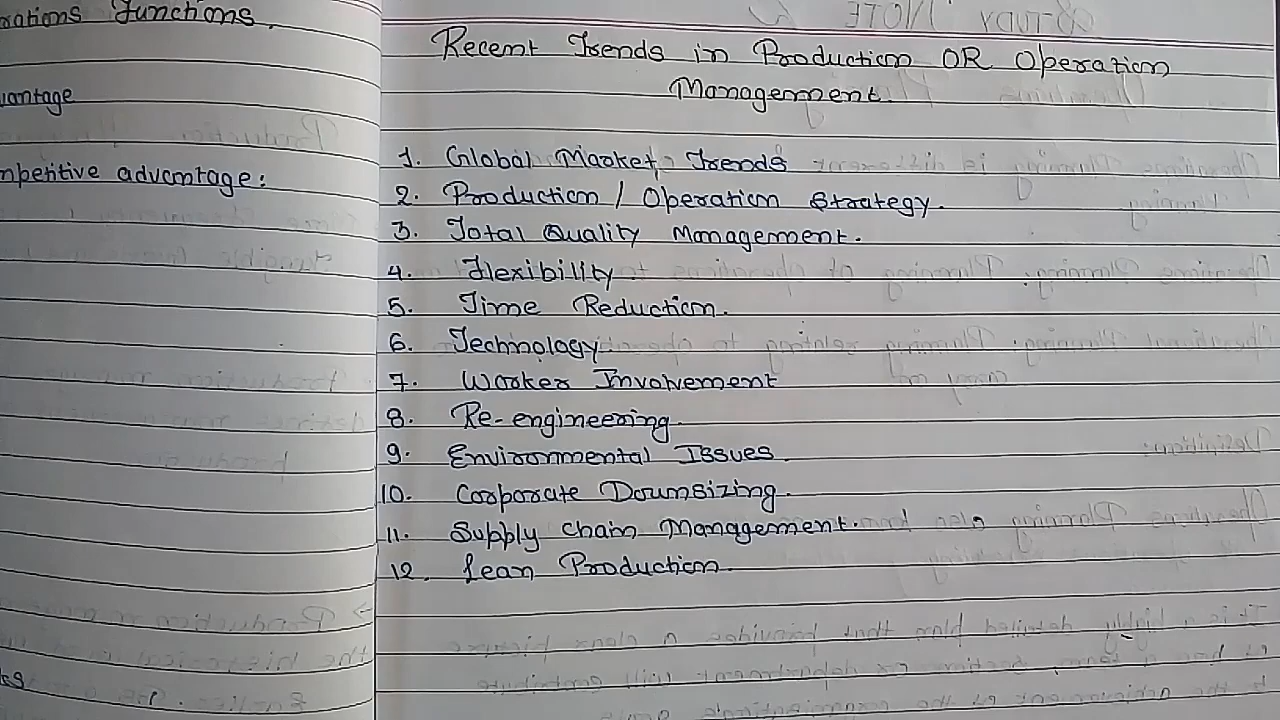 Functions.
vantage
advantage:
Recent Trends in Production OR Operation
Management.
1. Global Market Trends
2. Production / Operation Strategy.
3. Total Quality Management.
4. Flexibility
5. Time Reduction.
6. Technology
7. Worker Involvement
8. Re-engineering.
9. Environmental Issues.
10. Corporate Downsizing.
11. Supply Chain Management.
12. Lean Production.